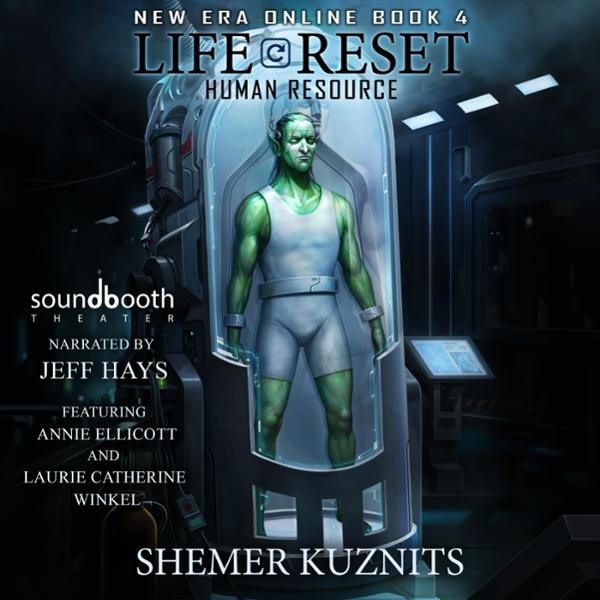 NEW ERA ONLINE BOOK 4
LIFE RESET
HUMAN RESOURCE
soundbooth
THEATER
NARRATED BY
JEFF HAYS
FEATURING
ANNIE ELLICOTT
AND
LAURIE CATHERINE
WINKEL
SHEMER KUZNITS